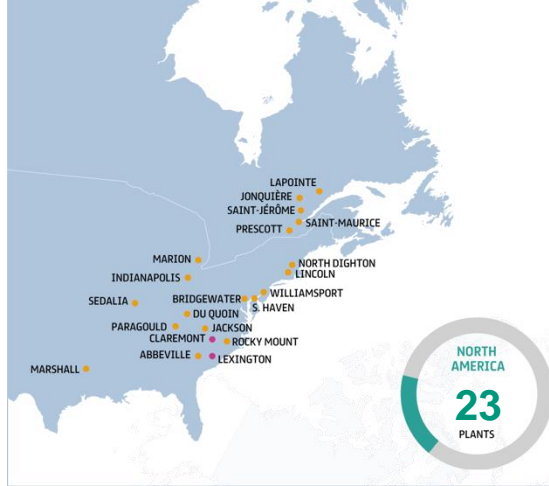 LAPOINTE
JONQUIÈRE
SAINT-JÉRÔME
SAINT-MAURICE
PRESCOTT
MARION
NORTH DIGHTON
LINCOLN
INDIANAPOLIS
WILLIAMSPORT
SEDALIA
BRIDGEWATER
S. HAVEN
DU QUOIN
PARAGOULD
JACKSON
CLAREMONT
ROCKY MOUNT
ABBEVILLE
LEXINGTON
MARSHALL
NORTH
AMERICA
23
PLANTS